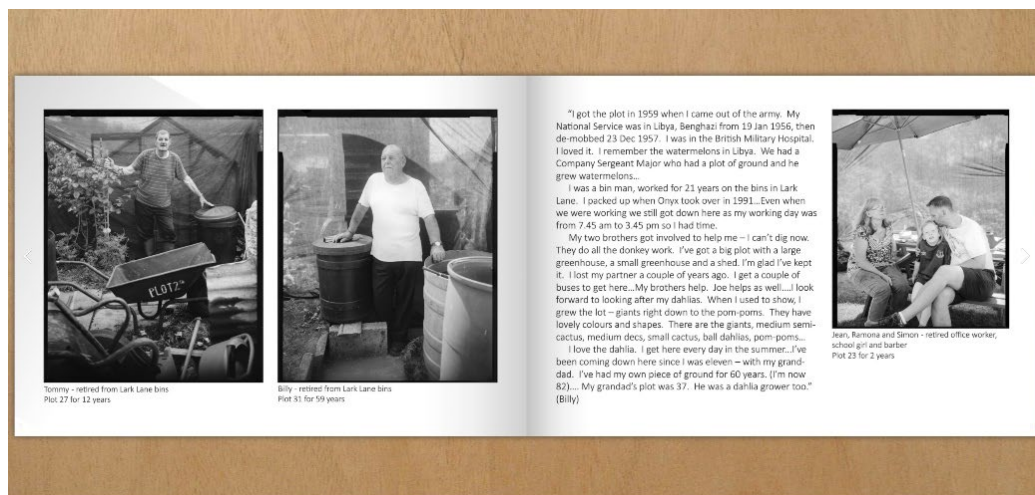 PLOT27
Tommy - retired from Lark Lane bins
Plot 27 for 12 years
Billy - retired from Lark Lane bins
Plot 31 for 59 years
“I got the plot in 1959 when I came out of the army. My
National Service was in Libya, Benghazi from 19 Jan 1956, then
de-mobbed 23 Dec 1957. I was in the British Military Hospital.
I loved it. I remember the watermelons in Libya. We had a
Company Sergeant Major who had a plot of ground and he
grew watermelons...
I was a bin man, worked for 21 years on the bins in Lark
Lane. I packed up when Onyx took over in 1991...Even when
we were working we still got down here as my working day was
from 7.45 am to 3.45 pm so I had time.
My two brothers got involved to help me – I can’t dig now.
They do all the donkey work. I’ve got a big plot with a large
greenhouse, a small greenhouse and a shed. I’m glad I’ve kept
it. I lost my partner a couple of years ago. I get a couple of
buses to get here...My brothers help. Joe helps as well....I look
forward to looking after my dahlias. When I used to show, I
grew the lot – giants right down to the pom-poms. They have
lovely colours and shapes. There are the giants, medium semi-
cactus, medium decs, small cactus, ball dahlias, pom-poms...
I love the dahlia. I get here every day in the summer...I’ve
been coming down here since I was eleven – with my grand-
dad. I’ve had my own piece of ground for 60 years. (I’m now
82).... My grandad’s plot was 37. He was a dahlia grower too.”
(Billy)
Jean, Ramona and Simon - retired office worker,
school girl and barber
Plot 23 for 2 years